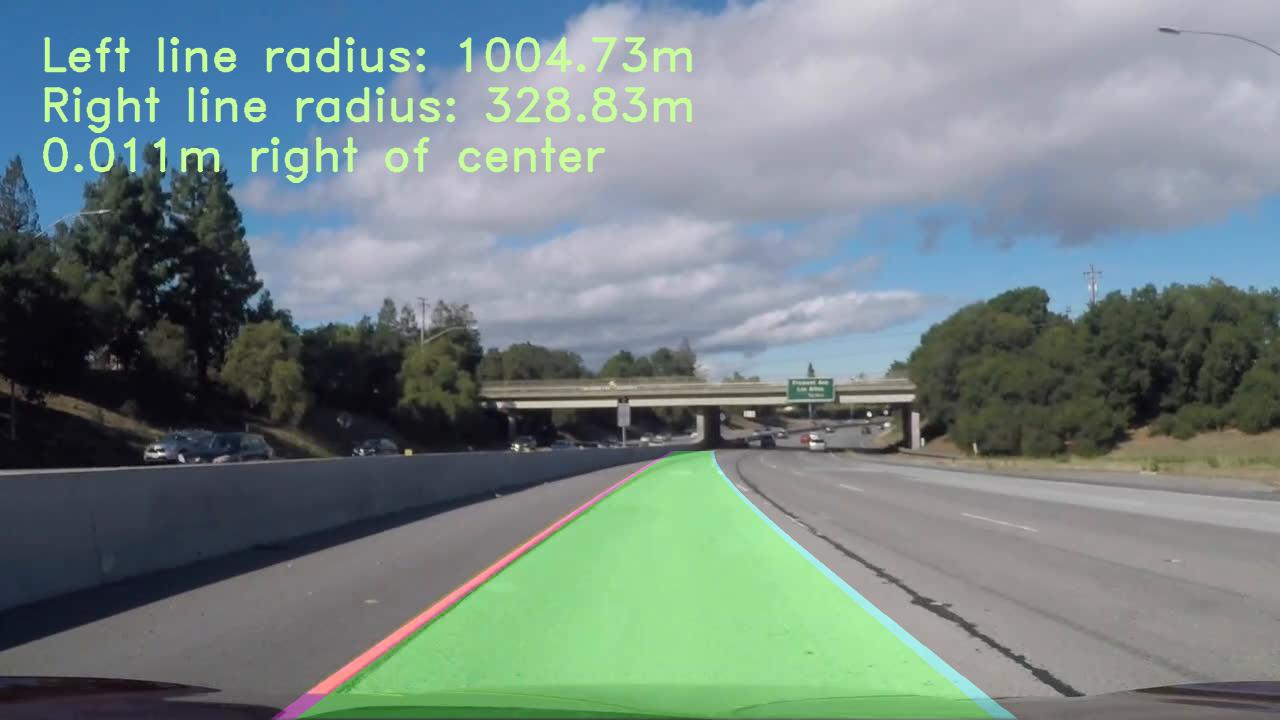 Left line radius: 1004.73m
Right line radius: 328.83m
0.011m right of center